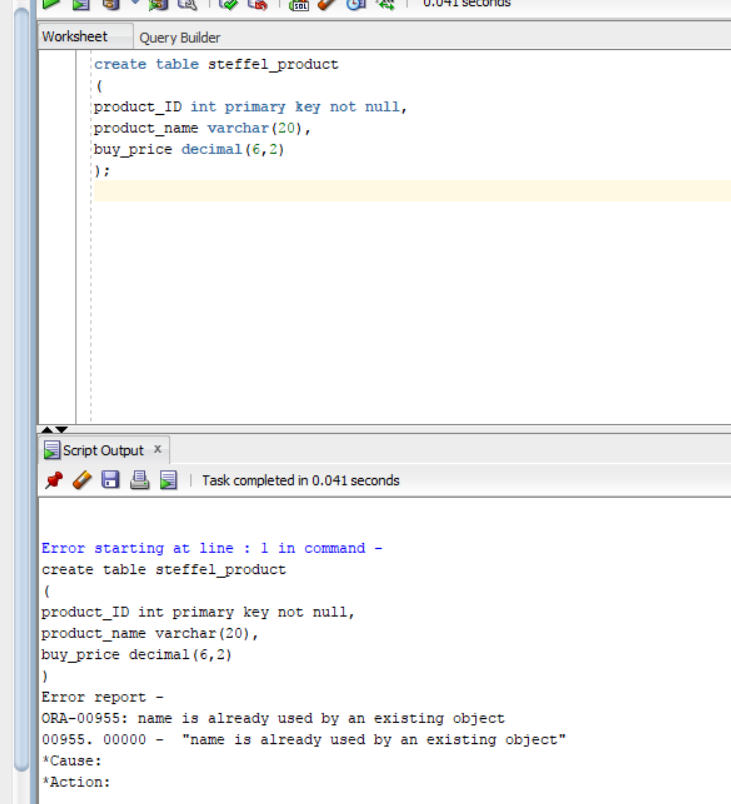 0.041 seconds
Worksheet Query Builder
create table steffel_product
(
product_ID int primary key not null,
product_name varchar(20),
buy_price decimal(6,2)
);
Script Output x
Task completed in 0.041 seconds
Error starting at line : 1 in command -
create table steffel_product
(
product_ID int primary key not null,
product_name varchar(20),
buy_price decimal(6,2)
)
Error report -
ORA-00955: name is already used by an existing object
00955. 00000 -  "name is already used by an existing object"
*Cause:
*Action: